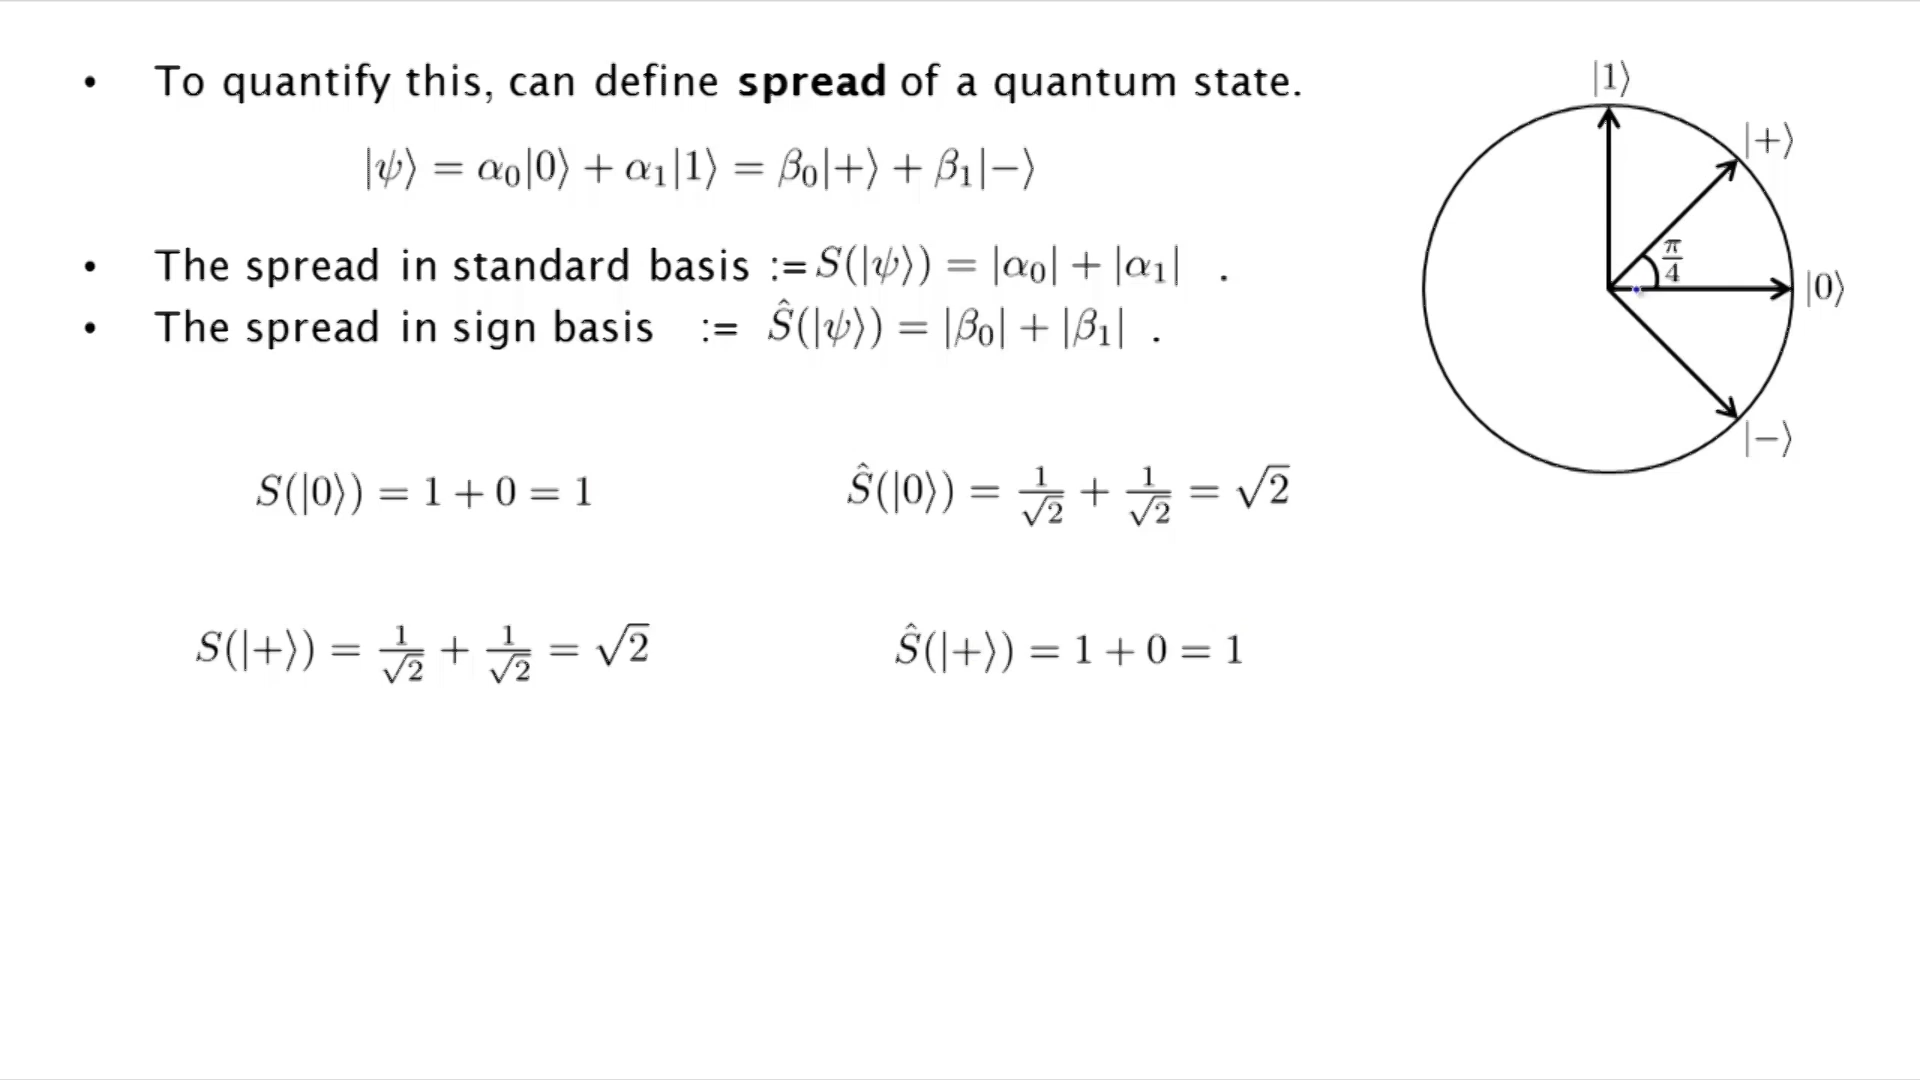 • To quantify this, can define spread of a quantum state.
|ψ⟩ = α₀|0⟩ + α₁|1⟩ = β₀|+⟩ + β₁|−⟩
• The spread in standard basis := S(|ψ⟩) = |α₀| + |α₁| .
• The spread in sign basis := Ŝ(|ψ⟩) = |β₀| + |β₁| .
S(|0⟩) = 1 + 0 = 1
Ŝ(|0⟩) = 1/√2 + 1/√2 = √2
S(|+⟩) = 1/√2 + 1/√2 = √2
Ŝ(|+⟩) = 1 + 0 = 1
|1⟩
|+⟩
π/4
|0⟩
|−⟩